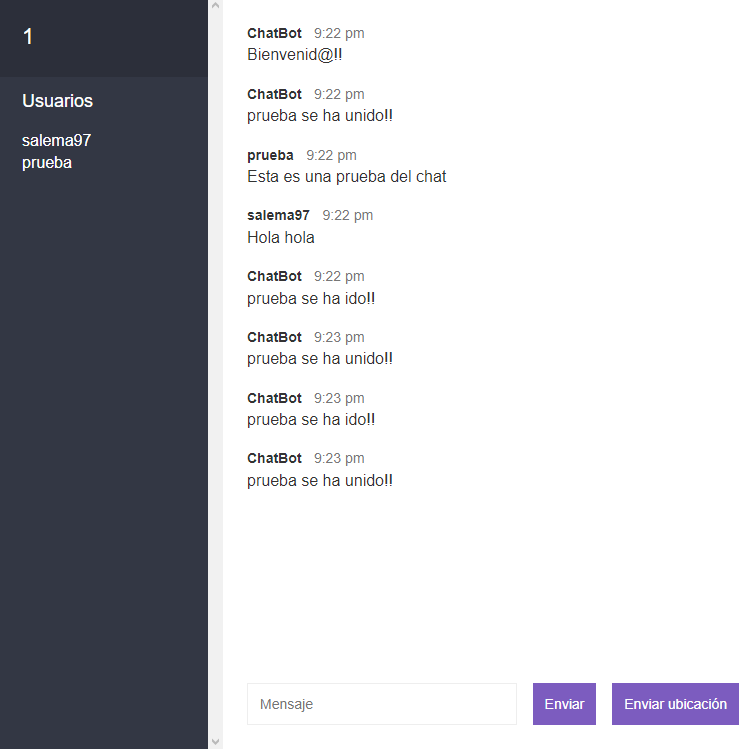 1
Usuarios
salema97
prueba
ChatBot 9:22 pm
Bienvenid@!!
ChatBot 9:22 pm
prueba se ha unido!!
prueba 9:22 pm
Esta es una prueba del chat
salema97 9:22 pm
Hola hola
ChatBot 9:22 pm
prueba se ha ido!!
ChatBot 9:23 pm
prueba se ha unido!!
ChatBot 9:23 pm
prueba se ha ido!!
ChatBot 9:23 pm
prueba se ha unido!!
Mensaje Enviar Enviar ubicación